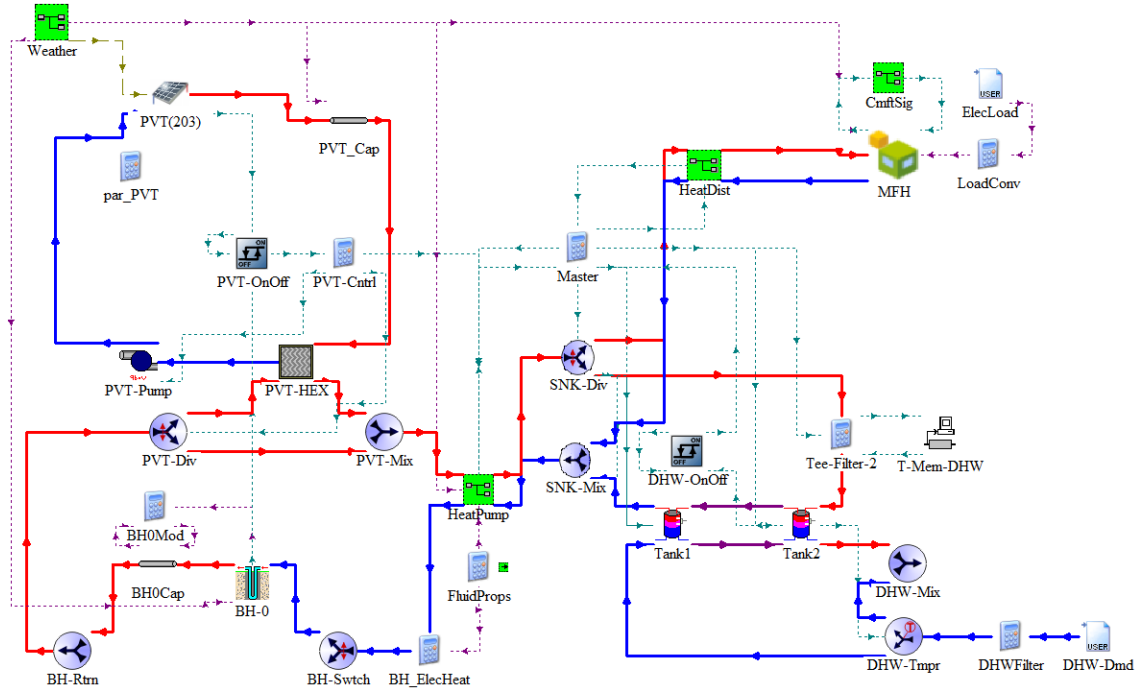 Weather
PVT(203)
PVT_Cap
par_PVT
CmftSig
USER
ElecLoad
MFH
LoadConv
HeatDist
ON
OFF
PVT-OnOff
PVT-Cntrl
Master
PVT-Pump
PVT-HEX
SNK-Div
PVT-Div
PVT-Mix
SNK-Mix
ON
OFF
DHW-OnOff
Tee-Filter-2
T-Mem-DHW
HeatPump
BH0Mod
Tank1
Tank2
BH0Cap
BH-0
FluidProps
DHW-Mix
BH-Rtrn
BH-Swtch
BH_ElecHeat
DHW-Tmpr
DHWFilter
USER
DHW-Dmd